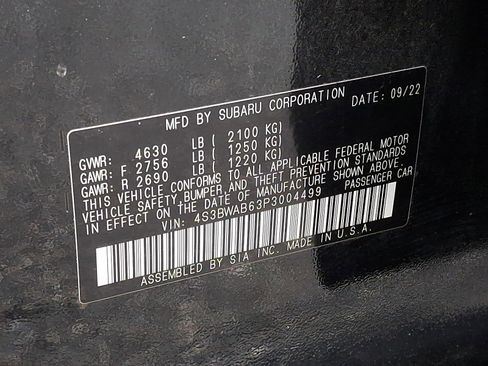 MFD BY SUBARU CORPORATION DATE: 09/22
GVWR: 4630 LB ( 2100 KG)
GAWR: F 2756 LB ( 1250 KG)
GAWR: R 2690 LB ( 1220 KG)
THIS VEHICLE CONFORMS TO ALL APPLICABLE FEDERAL MOTOR
VEHICLE SAFETY, BUMPER, AND THEFT PREVENTION STANDARDS
IN EFFECT ON THE DATE OF MANUFACTURE SHOWN ABOVE.
VIN: 4S3BWAB63P3004499 PASSENGER CAR
ASSEMBLED BY SIA INC. MADE IN U.S.A.